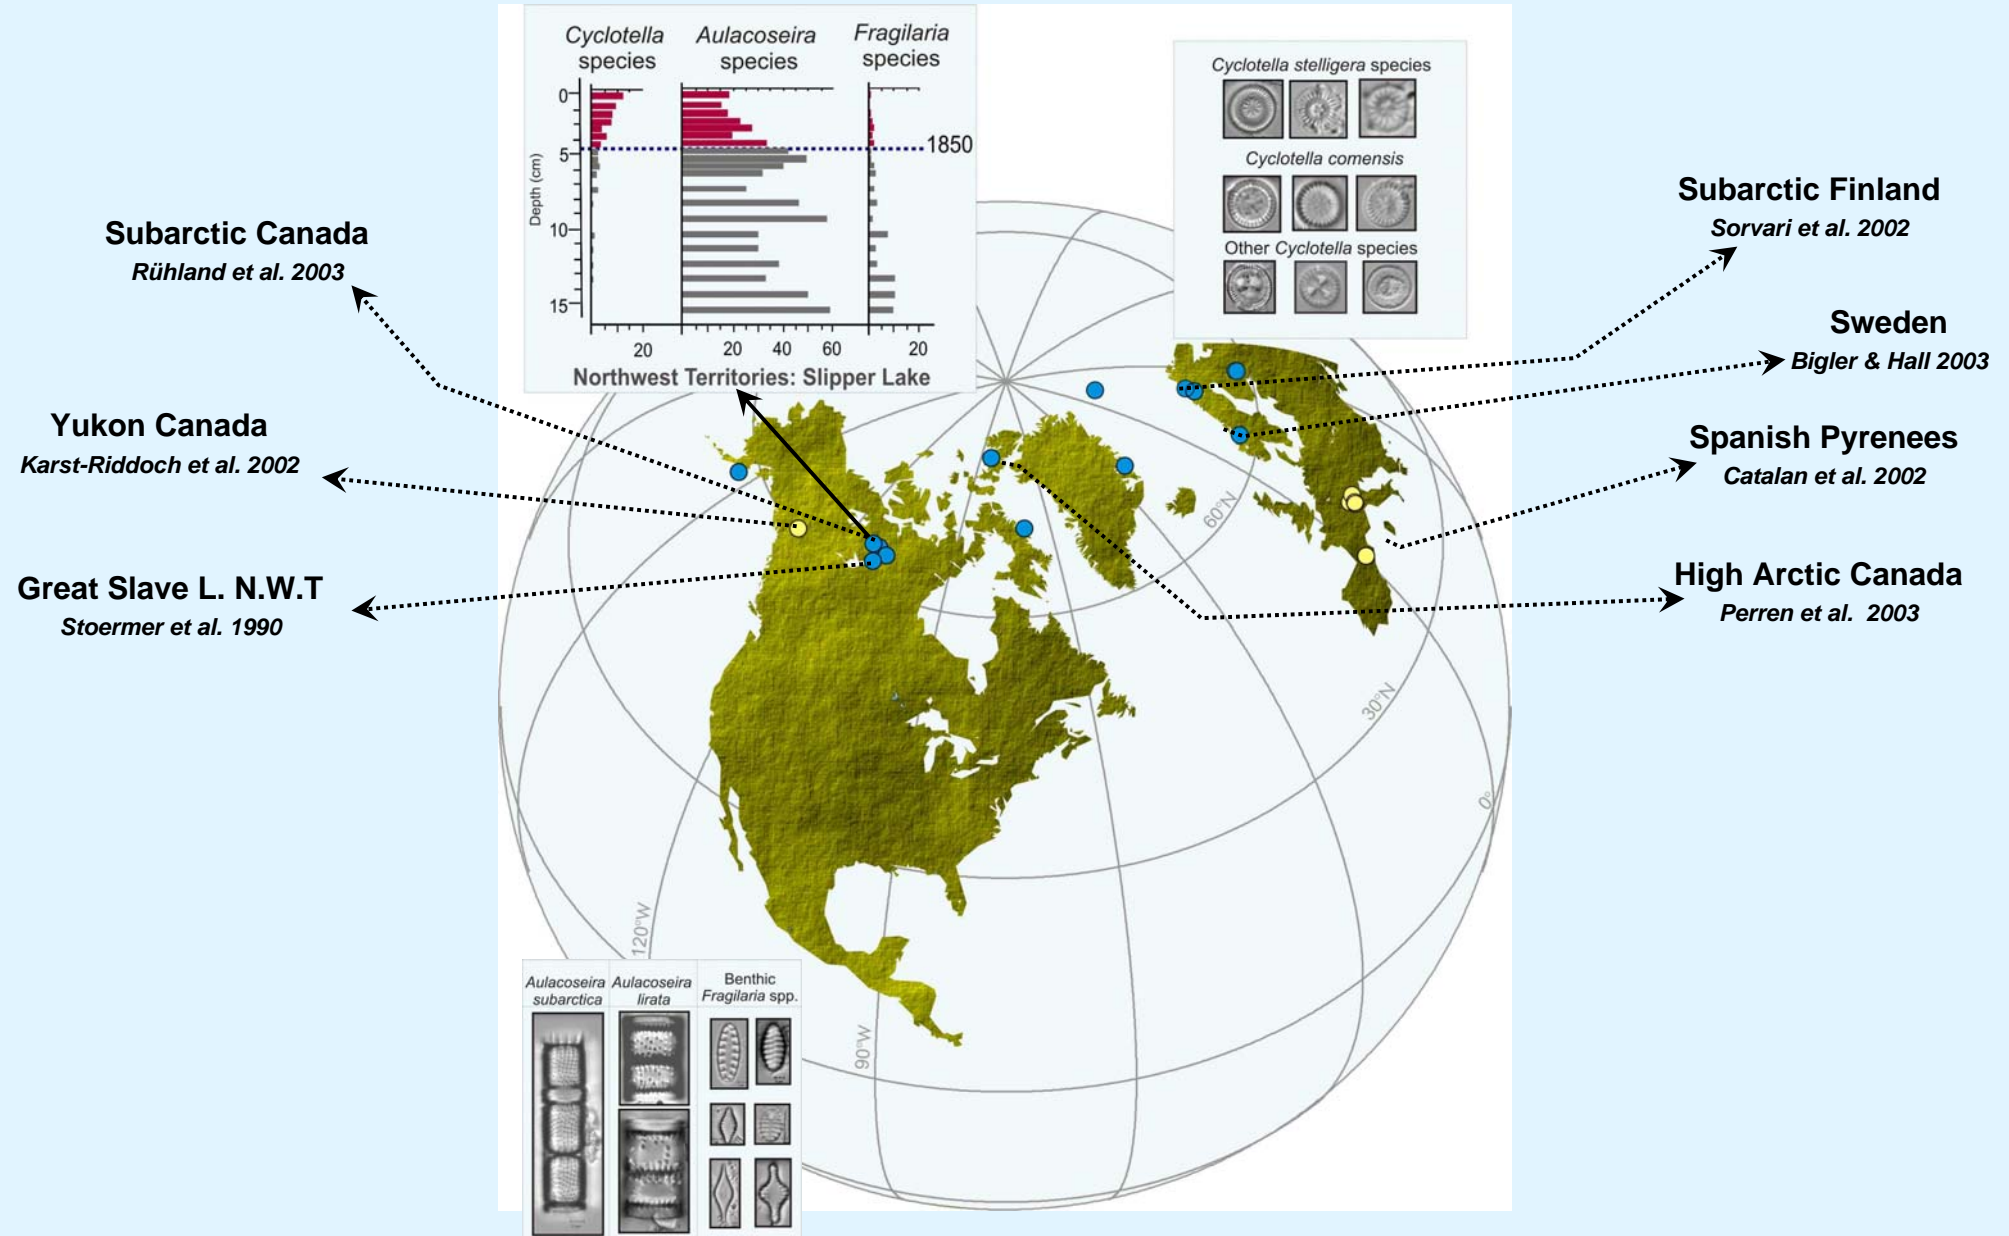 Cyclotella species
Aulacoseira species
Fragilaria species
0
5
10
15
Depth (cm)
1850
20
20 40 60
20
Northwest Territories: Slipper Lake
Cyclotella stelligera species
Cyclotella comensis
Other Cyclotella species
Subarctic Canada
Rühland et al. 2003
Yukon Canada
Karst-Riddoch et al. 2002
Great Slave L. N.W.T
Stoermer et al. 1990
Subarctic Finland
Sorvari et al. 2002
Sweden
Bigler & Hall 2003
Spanish Pyrenees
Catalan et al. 2002
High Arctic Canada
Perren et al. 2003
60°N
30°N
0°
120°W
90°W
Aulacoseira subarctica
Aulacoseira lirata
Benthic
Fragilaria spp.